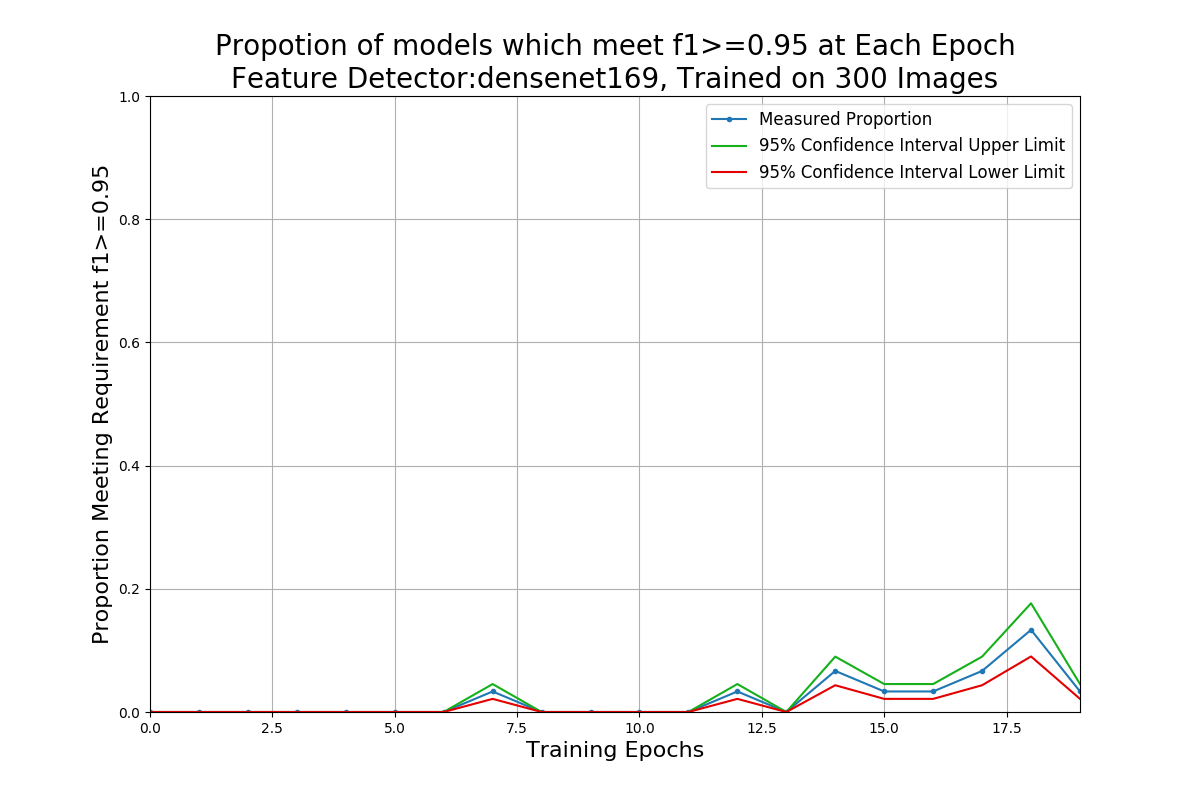 Propotion of models which meet f1>=0.95 at Each Epoch
Feature Detector:densenet169, Trained on 300 Images
Measured Proportion
95% Confidence Interval Upper Limit
95% Confidence Interval Lower Limit
Proportion Meeting Requirement f1>=0.95
1.0
0.8
0.6
0.4
0.2
0.0
0.0 2.5 5.0 7.5 10.0 12.5 15.0 17.5
Training Epochs